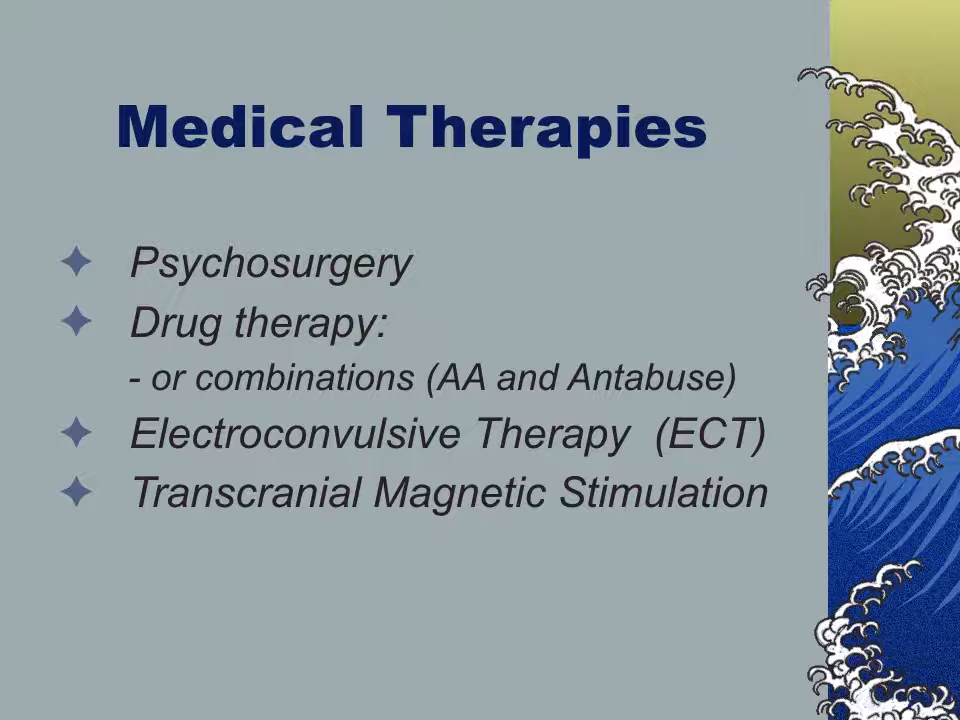 Medical Therapies
Psychosurgery
Drug therapy:
- or combinations (AA and Antabuse)
Electroconvulsive Therapy (ECT)
Transcranial Magnetic Stimulation